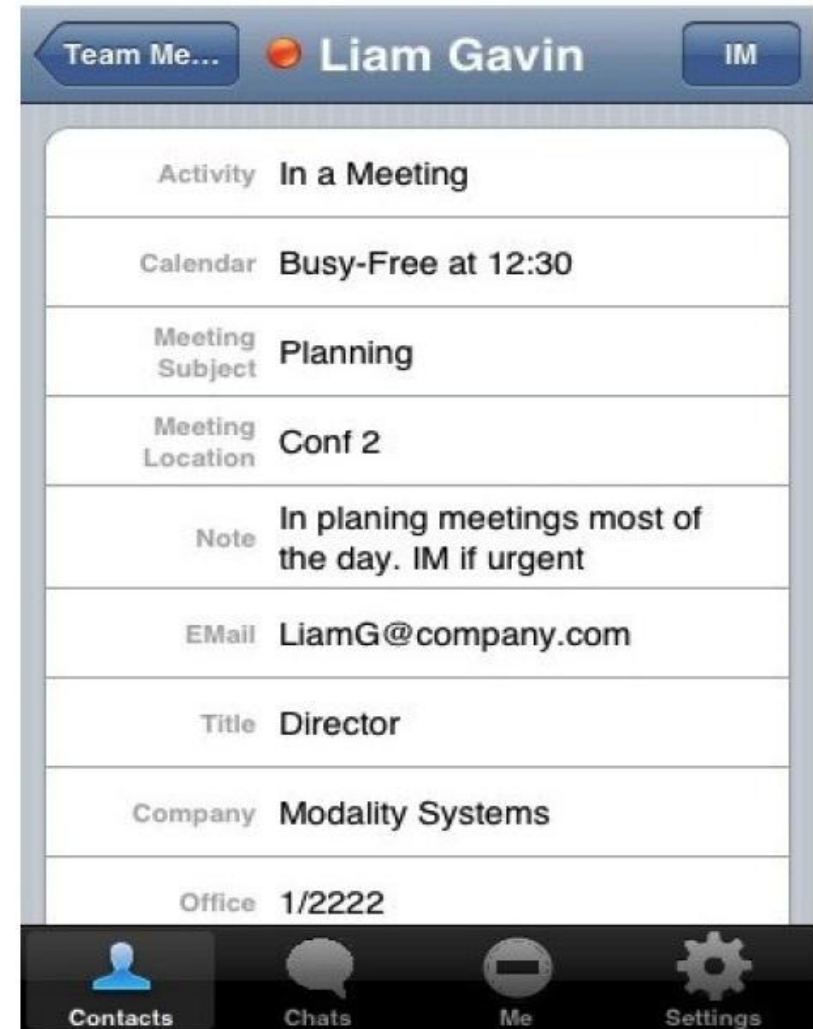 Team Me... Liam Gavin IM
Activity In a Meeting
Calendar Busy-Free at 12:30
Meeting
Subject Planning
Meeting
Location Conf 2
Note In planing meetings most of
the day. IM if urgent
EMail LiamG@company.com
Title Director
Company Modality Systems
Office 1/2222
Contacts Chats Me Settings